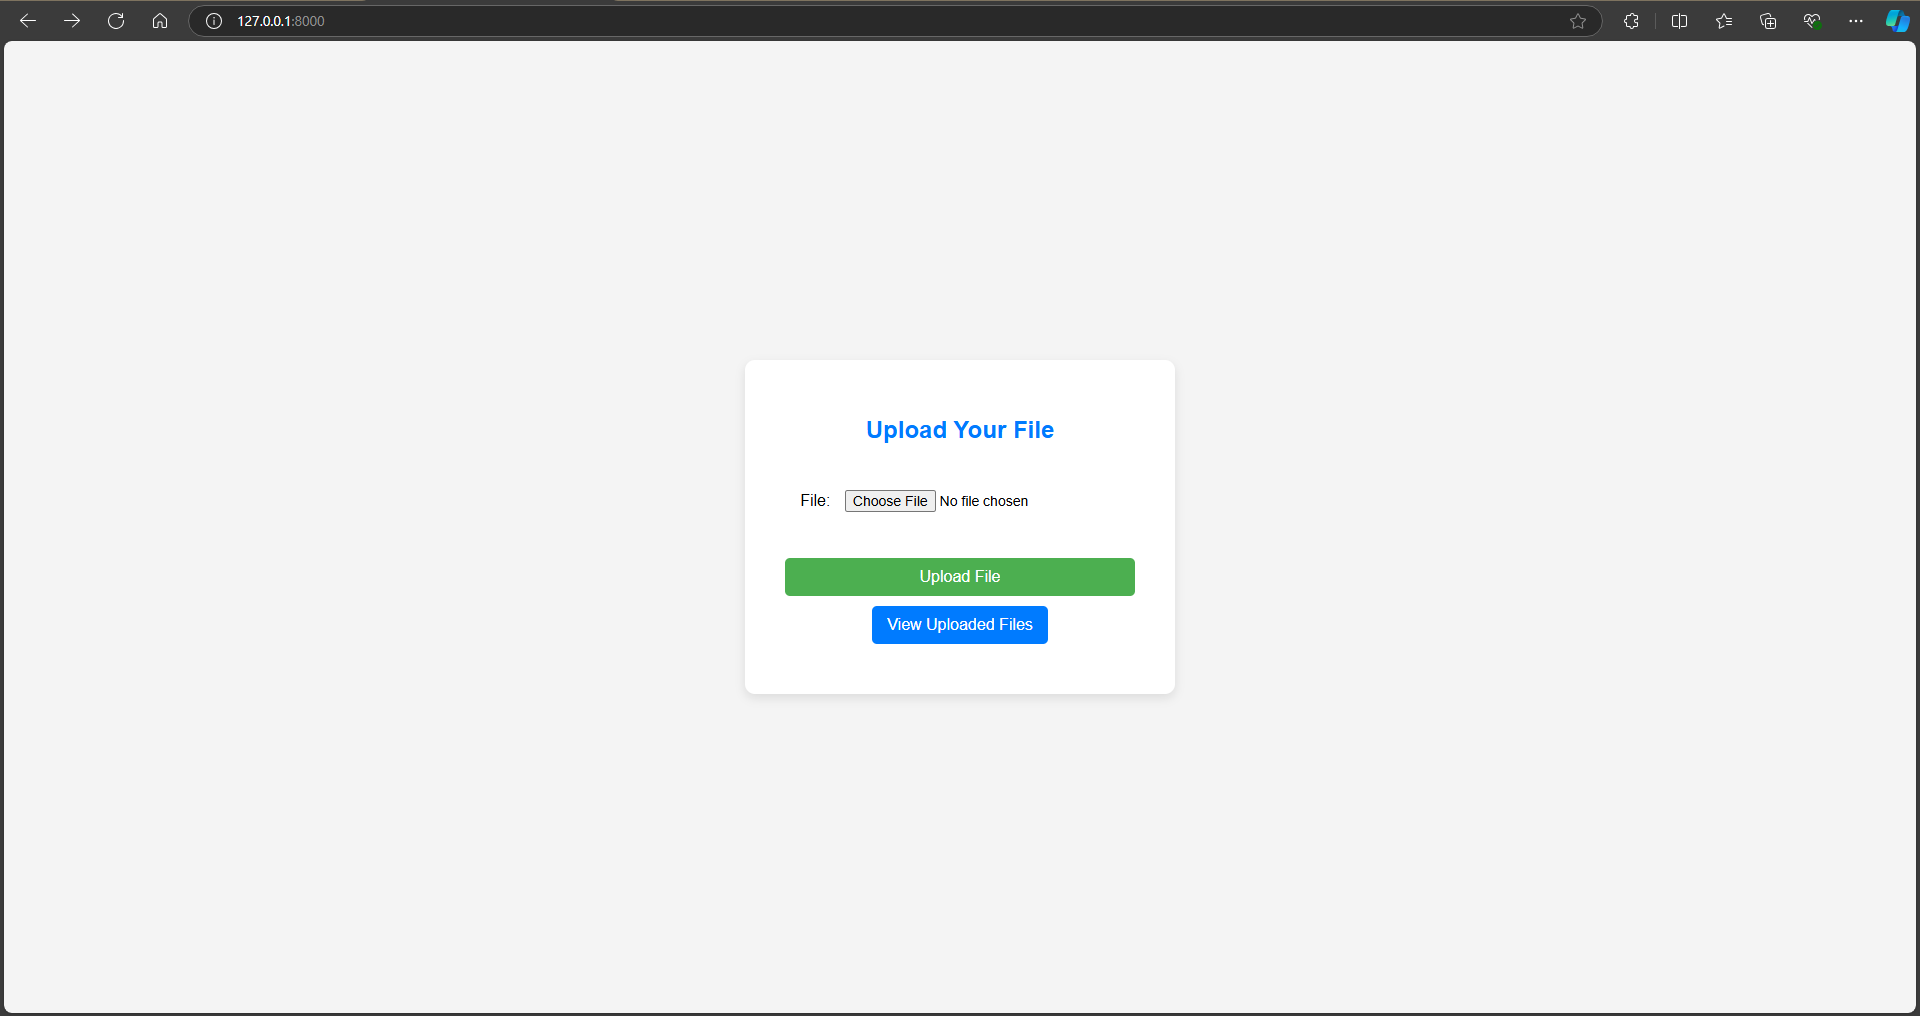 127.0.0.1:8000
Upload Your File
File: Choose File No file chosen
Upload File
View Uploaded Files